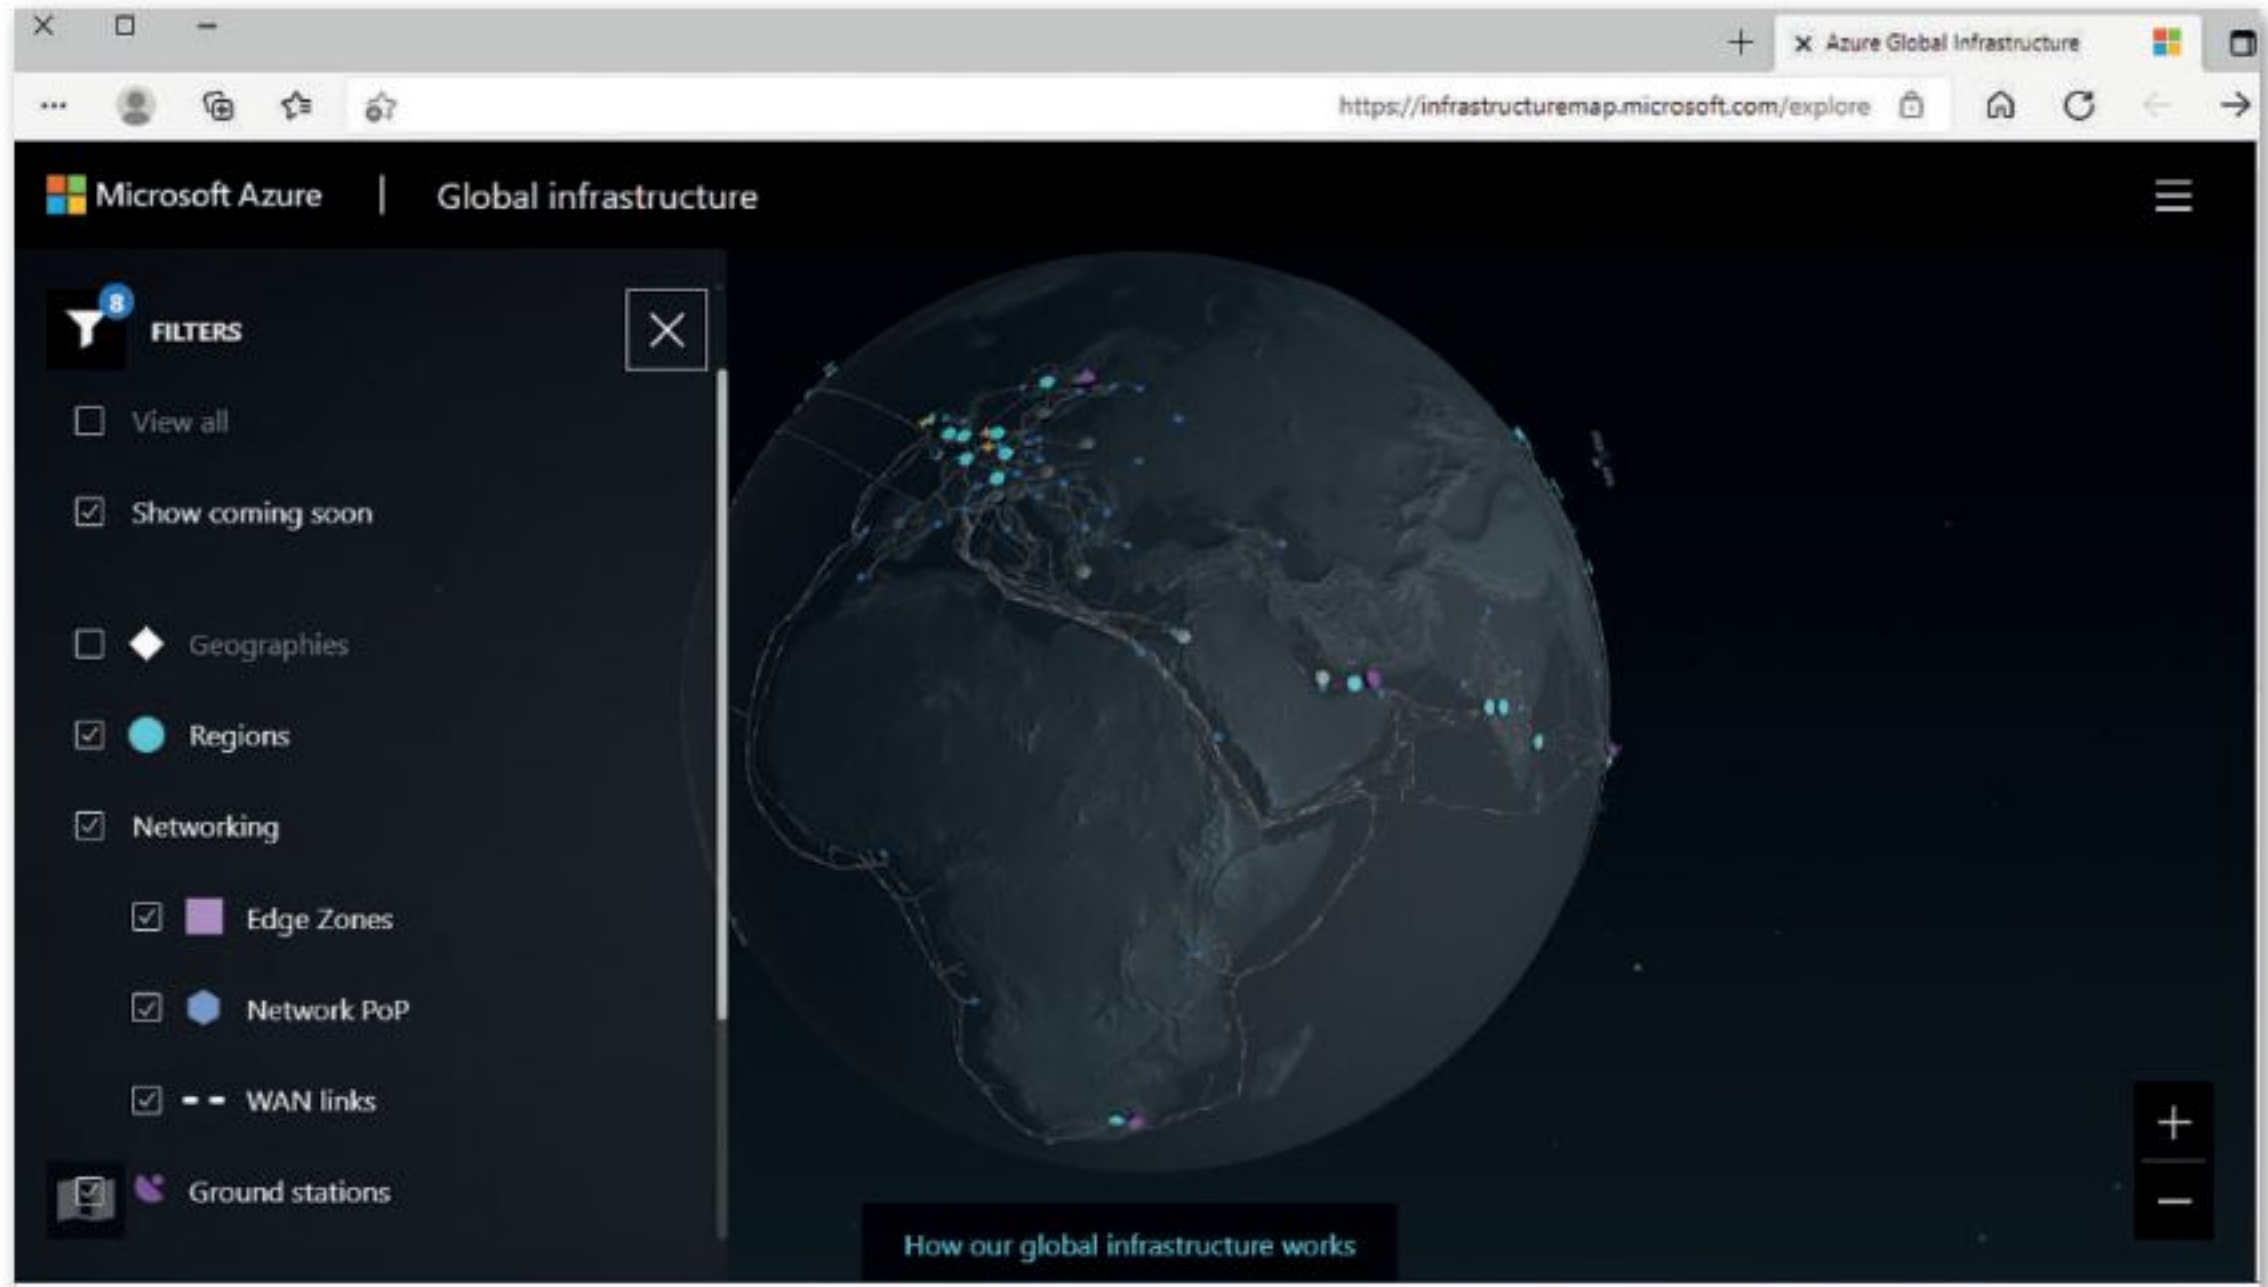 Azure Global Infrastructure
https://infrastructuremap.microsoft.com/explore
Microsoft Azure | Global infrastructure
8
FILTERS
View all
Show coming soon
Geographies
Regions
Networking
Edge Zones
Network PoP
WAN links
Ground stations
How our global infrastructure works